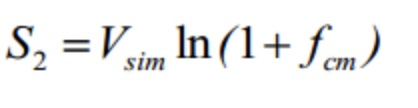 S₂ = V_sim ln(1+ f_cm)